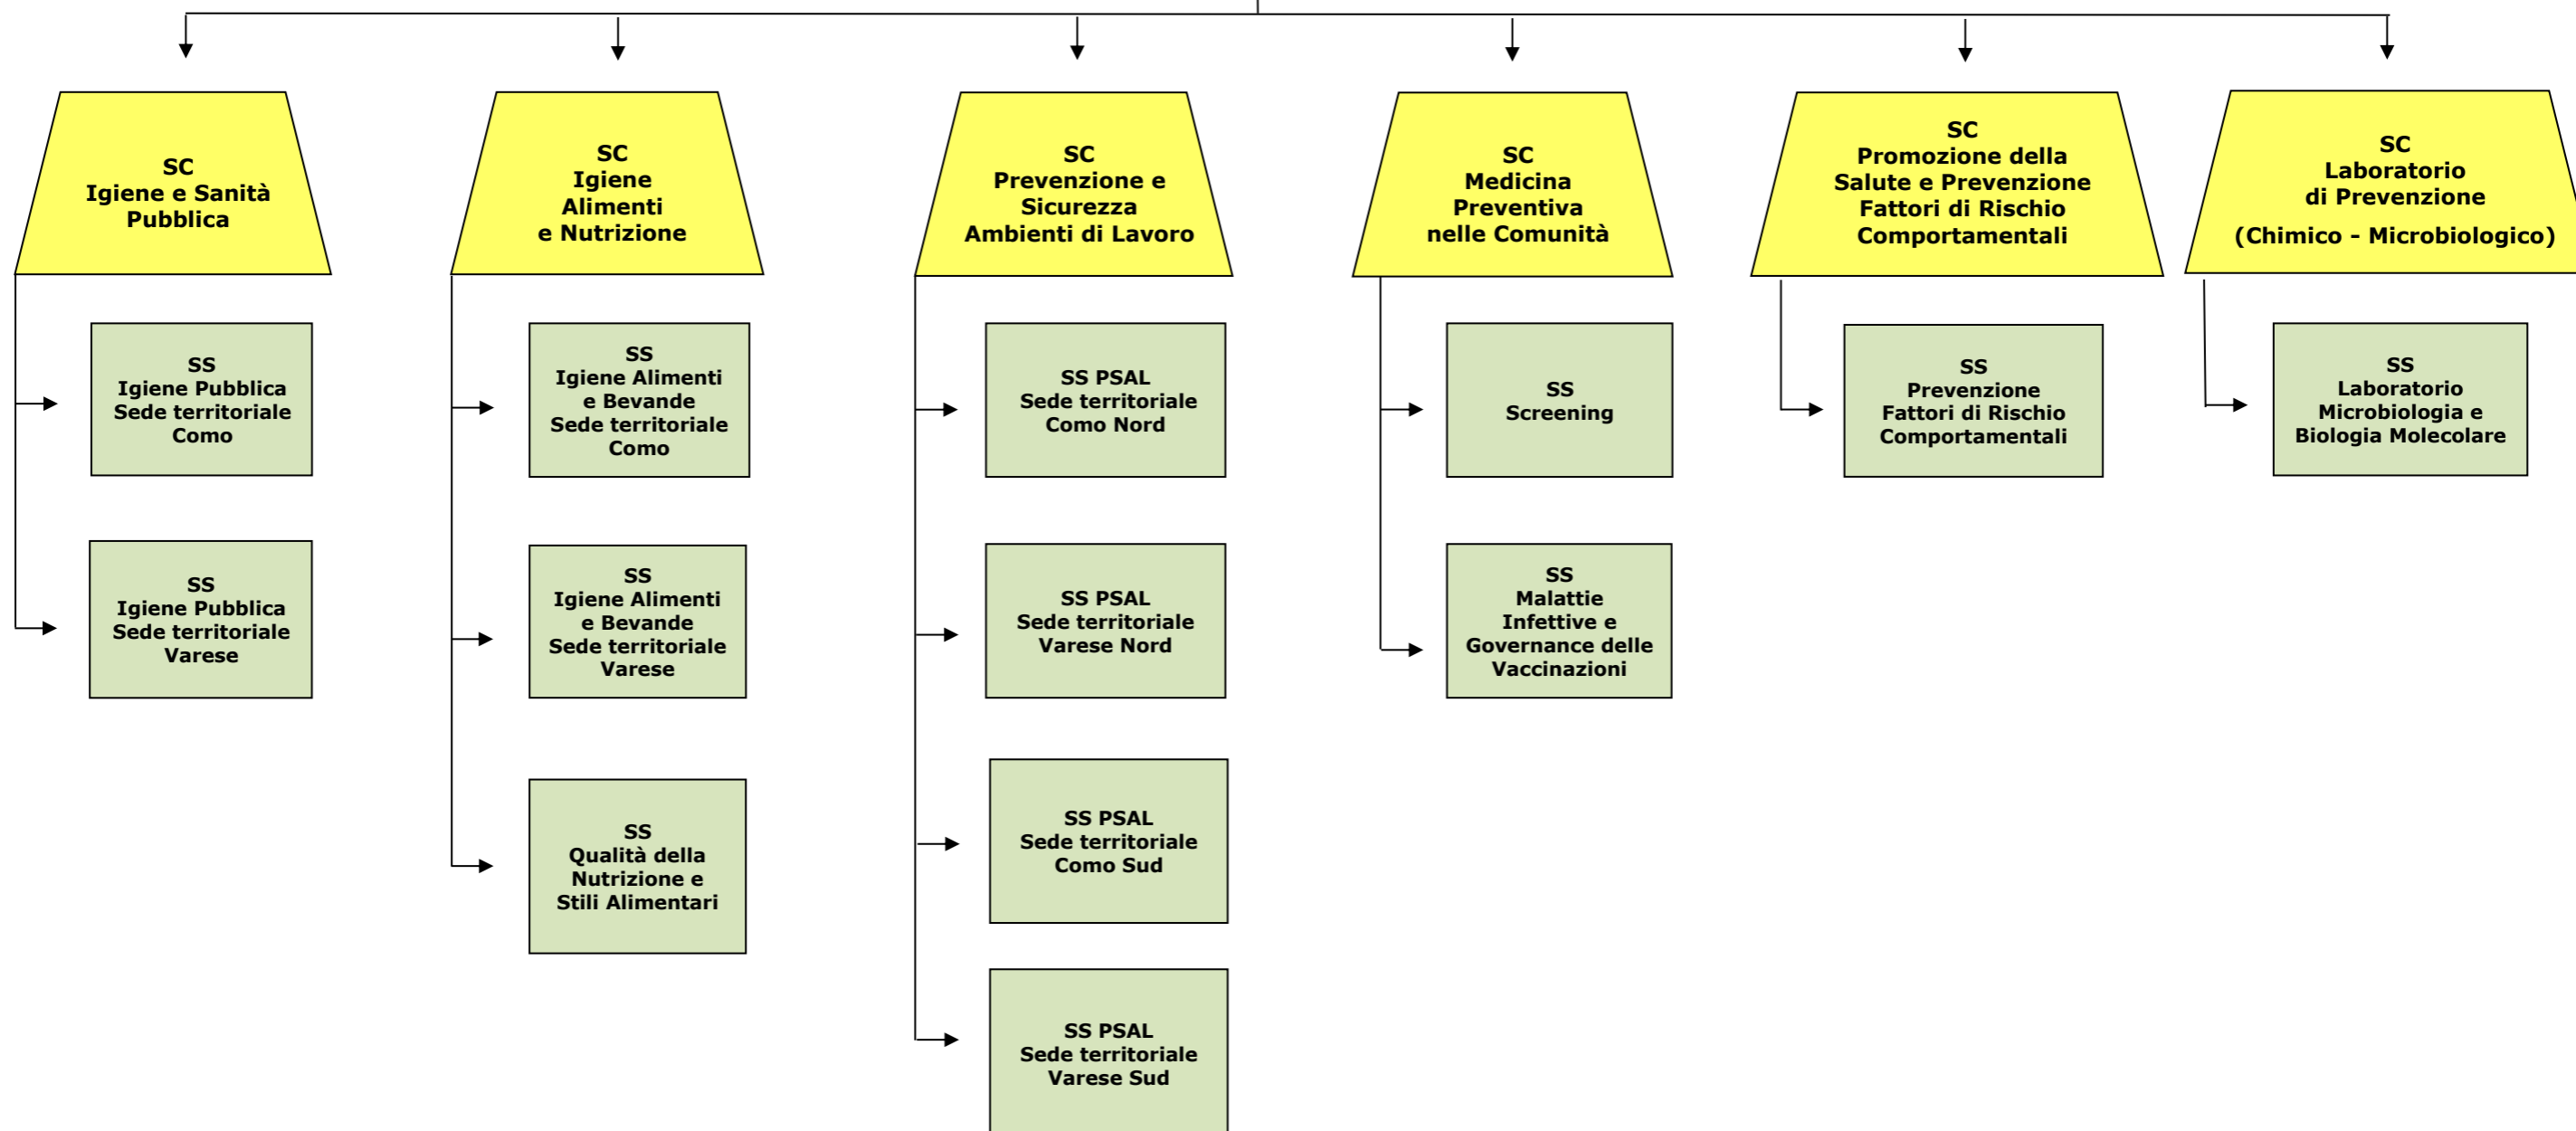 SC
Igiene e Sanità
Pubblica
SS
Igiene Pubblica
Sede territoriale
Como
SS
Igiene Pubblica
Sede territoriale
Varese
SC
Igiene
Alimenti
e Nutrizione
SS
Igiene Alimenti
e Bevande
Sede territoriale
Como
SS
Igiene Alimenti
e Bevande
Sede territoriale
Varese
SS
Qualità della
Nutrizione e
Stili Alimentari
SC
Prevenzione e
Sicurezza
Ambienti di Lavoro
SS PSAL
Sede territoriale
Como Nord
SS PSAL
Sede territoriale
Varese Nord
SS PSAL
Sede territoriale
Como Sud
SS PSAL
Sede territoriale
Varese Sud
SC
Medicina
Preventiva
nelle Comunità
SS
Screening
SS
Malattie
Infettive e
Governance delle
Vaccinazioni
SC
Promozione della
Salute e Prevenzione
Fattori di Rischio
Comportamentali
SS
Prevenzione
Fattori di Rischio
Comportamentali
SC
Laboratorio
di Prevenzione
(Chimico - Microbiologico)
SS
Laboratorio
Microbiologia e
Biologia Molecolare